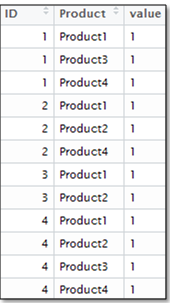 ID Product value
1 Product1 1
1 Product3 1
1 Product4 1
2 Product1 1
2 Product2 1
2 Product4 1
3 Product1 1
3 Product2 1
4 Product1 1
4 Product2 1
4 Product3 1
4 Product4 1